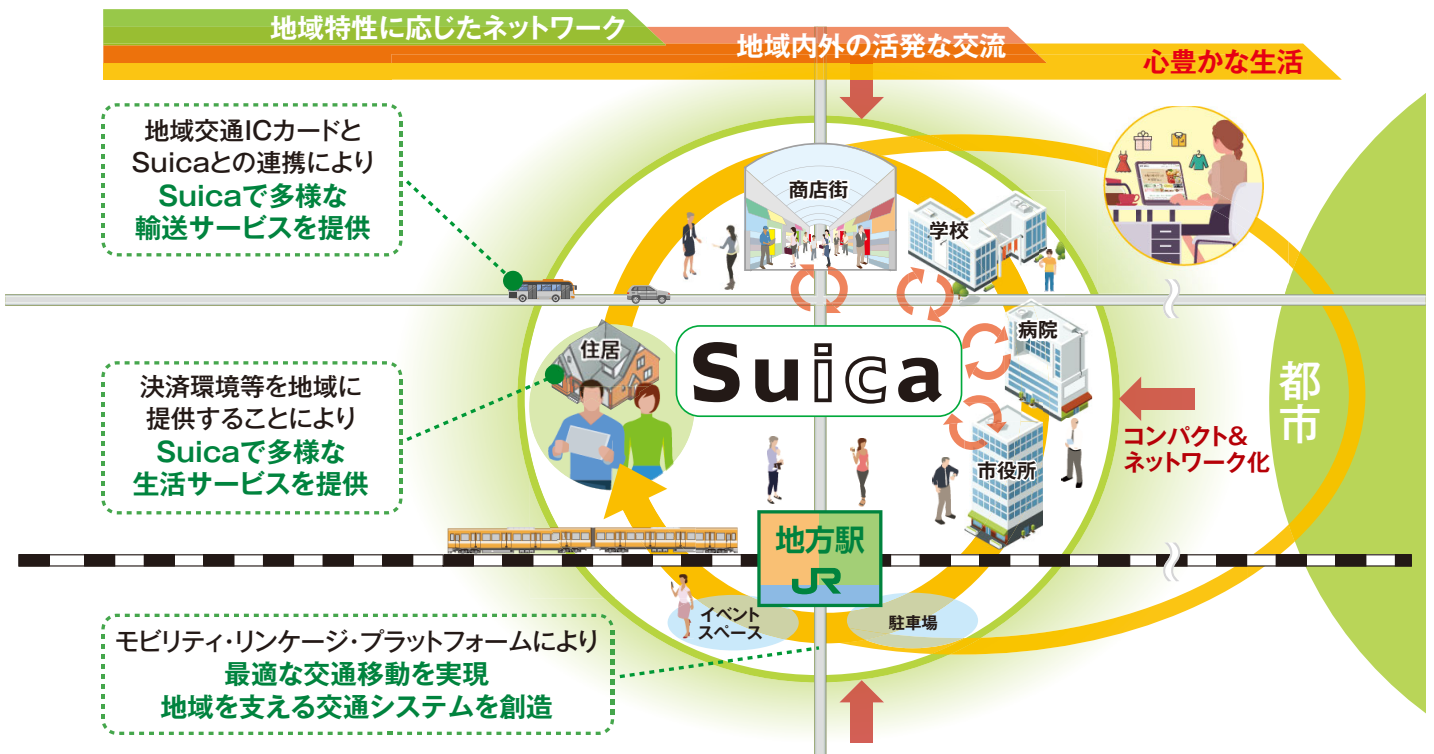 地域特性に応じたネットワーク
地域内外の活発な交流
心豊かな生活
地域交通ICカードと
Suicaとの連携により
Suicaで多様な
輸送サービスを提供
商店街
学校
住居
Suica
病院
都市
決済環境等を地域に
提供することにより
Suicaで多様な
生活サービスを提供
コンパクト&
ネットワーク化
市役所
地方駅
JR
イベント
スペース
駐車場
モビリティ・リンケージ・プラットフォームにより
最適な交通移動を実現
地域を支える交通システムを創造